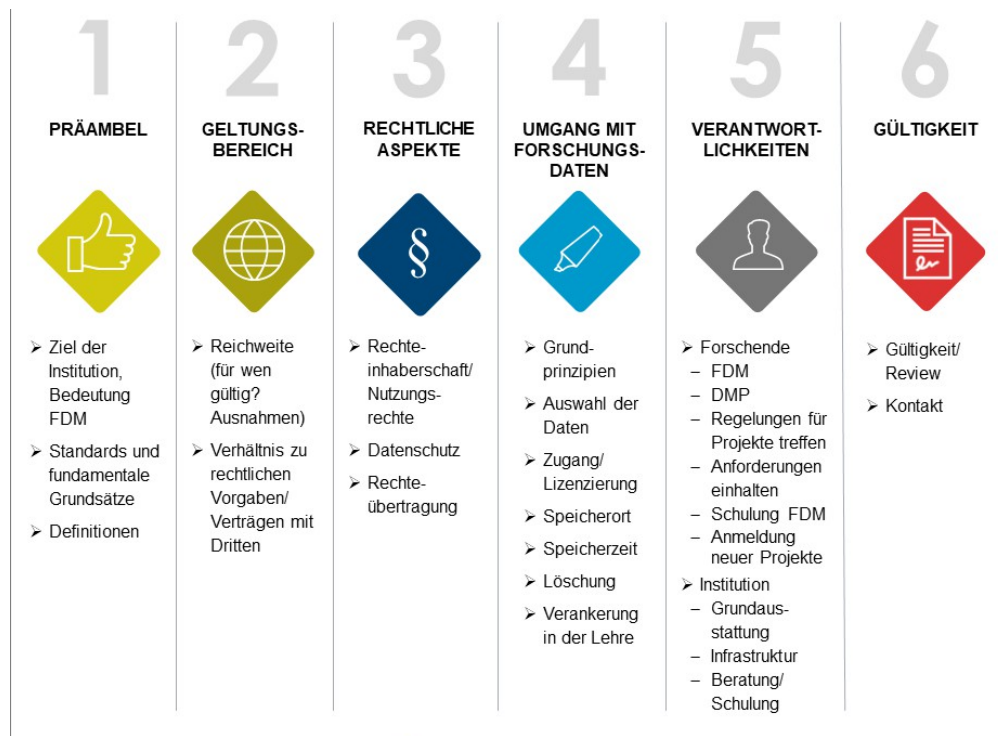 1
PRÄAMBEL
➢ Ziel der
Institution,
Bedeutung
FDM
➢ Standards und
fundamentale
Grundsätze
➢ Definitionen
2
GELTUNGS-
BEREICH
➢ Reichweite
(für wen
gültig?
Ausnahmen)
➢ Verhältnis zu
rechtlichen
Vorgaben/
Verträgen mit
Dritten
3
RECHTLICHE
ASPEKTE
§
➢ Rechte-
inhaberschaft/
Nutzungs-
rechte
➢ Datenschutz
➢ Rechte-
übertragung
4
UMGANG MIT
FORSCHUNGS-
DATEN
➢ Grund-
prinzipien
➢ Auswahl der
Daten
➢ Zugang/
Lizenzierung
➢ Speicherort
➢ Speicherzeit
➢ Löschung
➢ Verankerung
in der Lehre
5
VERANTWORT-
LICHKEITEN
➢ Forschende
– FDM
– DMP
– Regelungen für
Projekte treffen
– Anforderungen
einhalten
– Schulung FDM
– Anmeldung
neuer Projekte
➢ Institution
– Grundaus-
stattung
– Infrastruktur
– Beratung/
Schulung
6
GÜLTIGKEIT
➢ Gültigkeit/
Review
➢ Kontakt